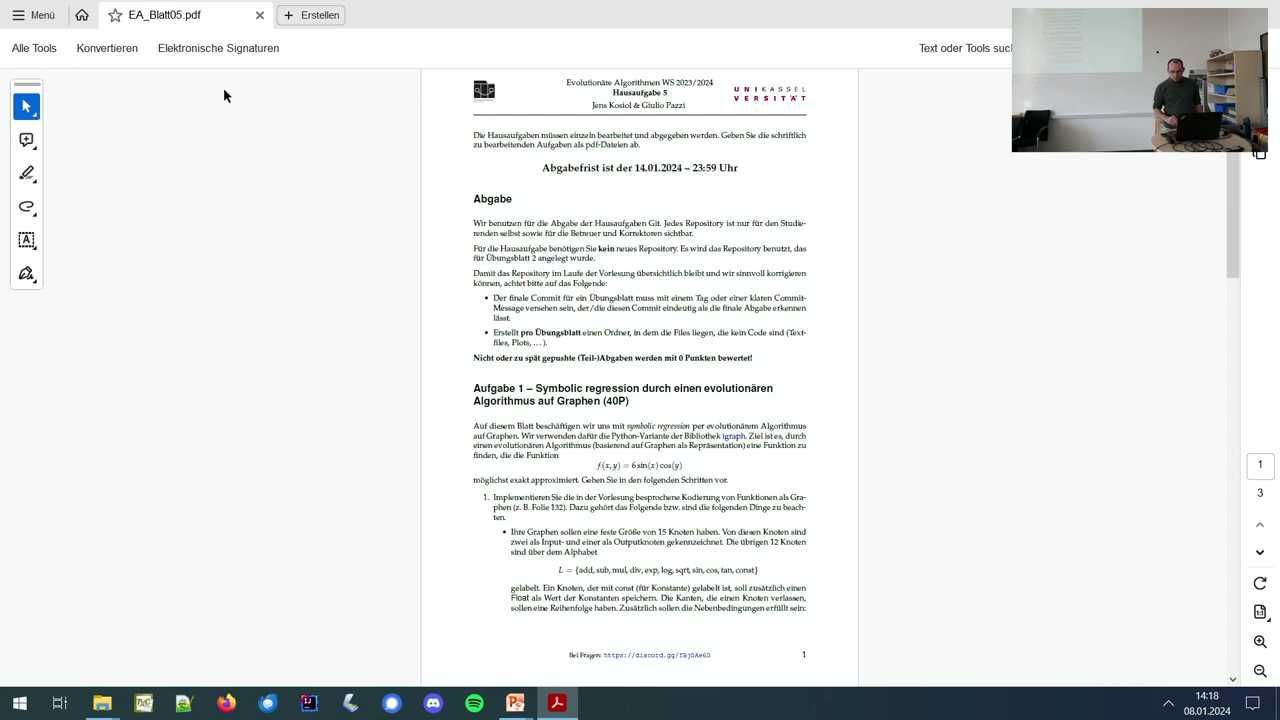 Menü
EA_Blatt05.pdf
Erstellen
Alle Tools
Konvertieren
Elektronische Signaturen
Text oder Tools suc
Evolutionäre Algorithmen WS 2023/2024
Hausaufgabe 5
Jens Kosiol & Giulio Pazzi
UNIKASSEL
VERSITÄT
Die Hausaufgaben müssen einzeln bearbeitet und abgegeben werden. Geben Sie die schriftlich
zu bearbeitenden Aufgaben als pdf-Dateien ab.
Abgabefrist ist der 14.01.2024 – 23:59 Uhr
Abgabe
Wir benutzen für die Abgabe der Hausaufgaben Git. Jedes Repository ist nur für den Studie-
renden selbst sowie für die Betreuer und Korrektoren sichtbar.
Für die Hausaufgabe benötigen Sie kein neues Repository. Es wird das Repository benutzt, das
für Übungsblatt 2 angelegt wurde.
Damit das Repository im Laufe der Vorlesung übersichtlich bleibt und wir sinnvoll korrigieren
können, achtet bitte auf das Folgende:
• Der finale Commit für ein Übungsblatt muss mit einem Tag oder einer klaren Commit-
Message versehen sein, der/die diesen Commit eindeutig als die finale Abgabe erkennen
lässt.
• Erstellt pro Übungsblatt einen Ordner, in dem die Files liegen, die kein Code sind (Text-
files, Plots, ... ).
Nicht oder zu spät gepushte (Teil-)Abgaben werden mit 0 Punkten bewertet!
Aufgabe 1 – Symbolic regression durch einen evolutionären
Algorithmus auf Graphen (40P)
Auf diesem Blatt beschäftigen wir uns mit symbolic regression per evolutionärem Algorithmus
auf Graphen. Wir verwenden dafür die Python-Variante der Bibliothek igraph. Ziel ist es, durch
einen evolutionären Algorithmus (basierend auf Graphen als Repräsentation) eine Funktion zu
finden, die die Funktion
f(x,y) = 6 sin(x) cos(y)
möglichst exakt approximiert. Gehen Sie in den folgenden Schritten vor.
1. Implementieren Sie die in der Vorlesung besprochene Kodierung von Funktionen als Gra-
phen (z. B. Folie 132). Dazu gehört das Folgende bzw. sind die folgenden Dinge zu beach-
ten.
• Ihre Graphen sollen eine feste Größe von 15 Knoten haben. Von diesen Knoten sind
zwei als Input- und einer als Outputknoten gekennzeichnet. Die übrigen 12 Knoten
sind über dem Alphabet
L = {add, sub, mul, div, exp, log, sqrt, sin, cos, tan, const}
gelabelt. Ein Knoten, der mit const (für Konstante) gelabelt ist, soll zusätzlich einen
Float als Wert der Konstanten speichern. Die Kanten, die einen Knoten verlassen,
sollen eine Reihenfolge haben. Zusätzlich sollen die Nebenbedingungen erfüllt sein:
Bei Fragen: https://discord.gg/fBjDAe6D
1
1
3
14:18
08.01.2024